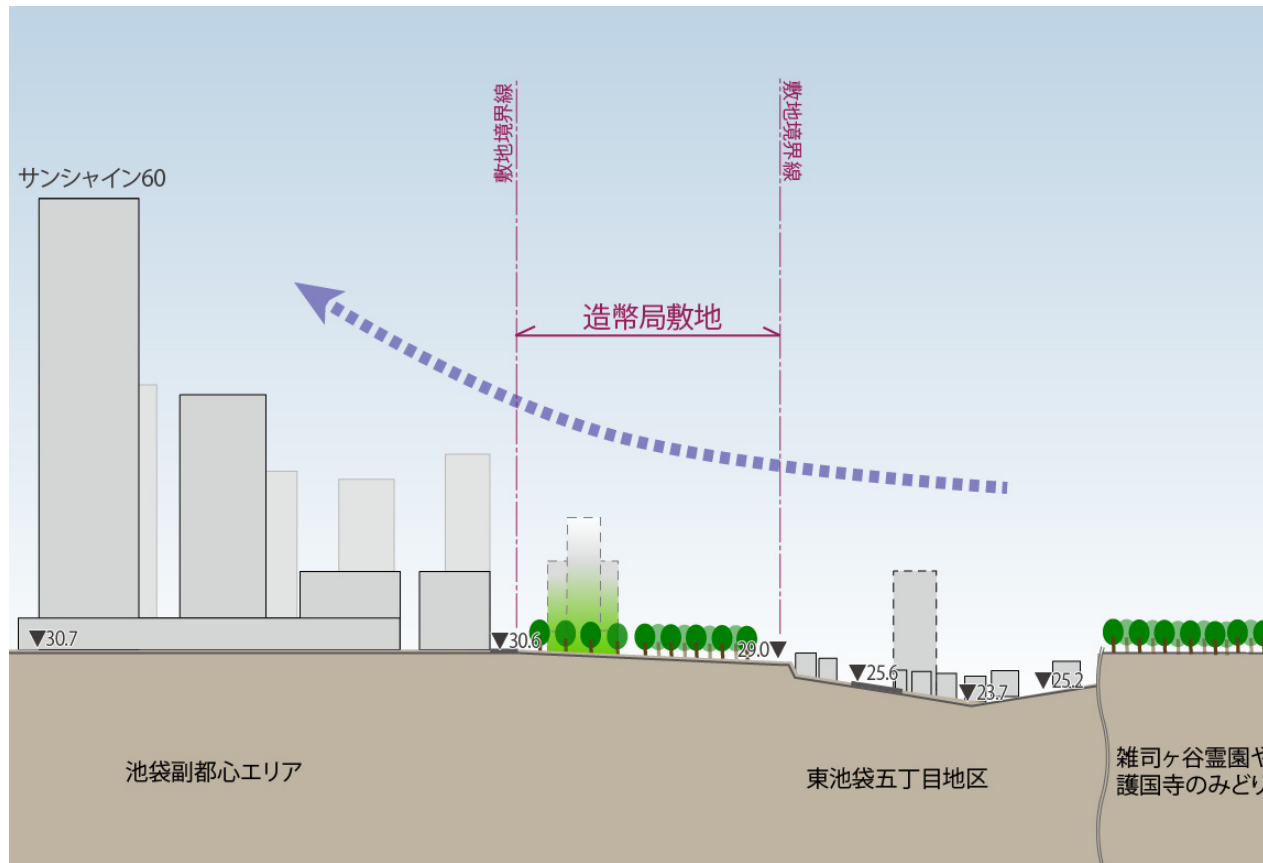 敷地境界線
敷地境界線
サンシャイン60
造幣局敷地
▼30.7
▼30.6
29.0▼
▼25.6
▼23.7
▼25.2
池袋副都心エリア
東池袋五丁目地区
雑司ヶ谷霊園や
護国寺のみどり